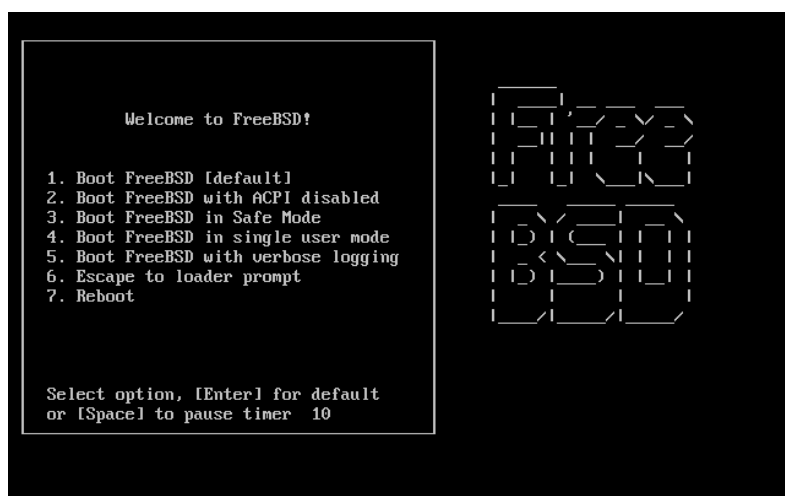 Welcome to FreeBSD!
1. Boot FreeBSD [default]
2. Boot FreeBSD with ACPI disabled
3. Boot FreeBSD in Safe Mode
4. Boot FreeBSD in single user mode
5. Boot FreeBSD with verbose logging
6. Escape to loader prompt
7. Reboot
Select option, [Enter] for default
or [Space] to pause timer 10
Free
BSD